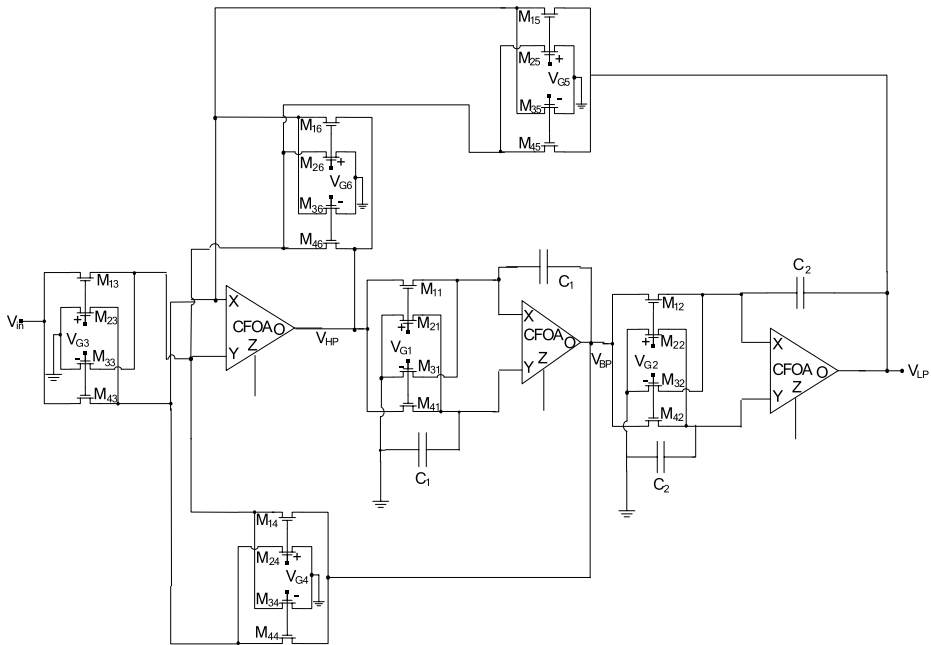 M15
M25 +
VG5
-
M35
M45
M16
M26 +
VG6
M36 -
M46
M13
+ M23
Vin
VG3
- M33
M43
X
CFOA O
Y
Z
VHP
M11
+ M21
VG1
- M31
M41
C1
C1
X
CFOA O
Y
Z
VBP
M12
+ M22
VG2
- M32
M42
C2
C2
X
CFOA O
Y
Z
VLP
M14
M24 +
VG4
M34 -
M44